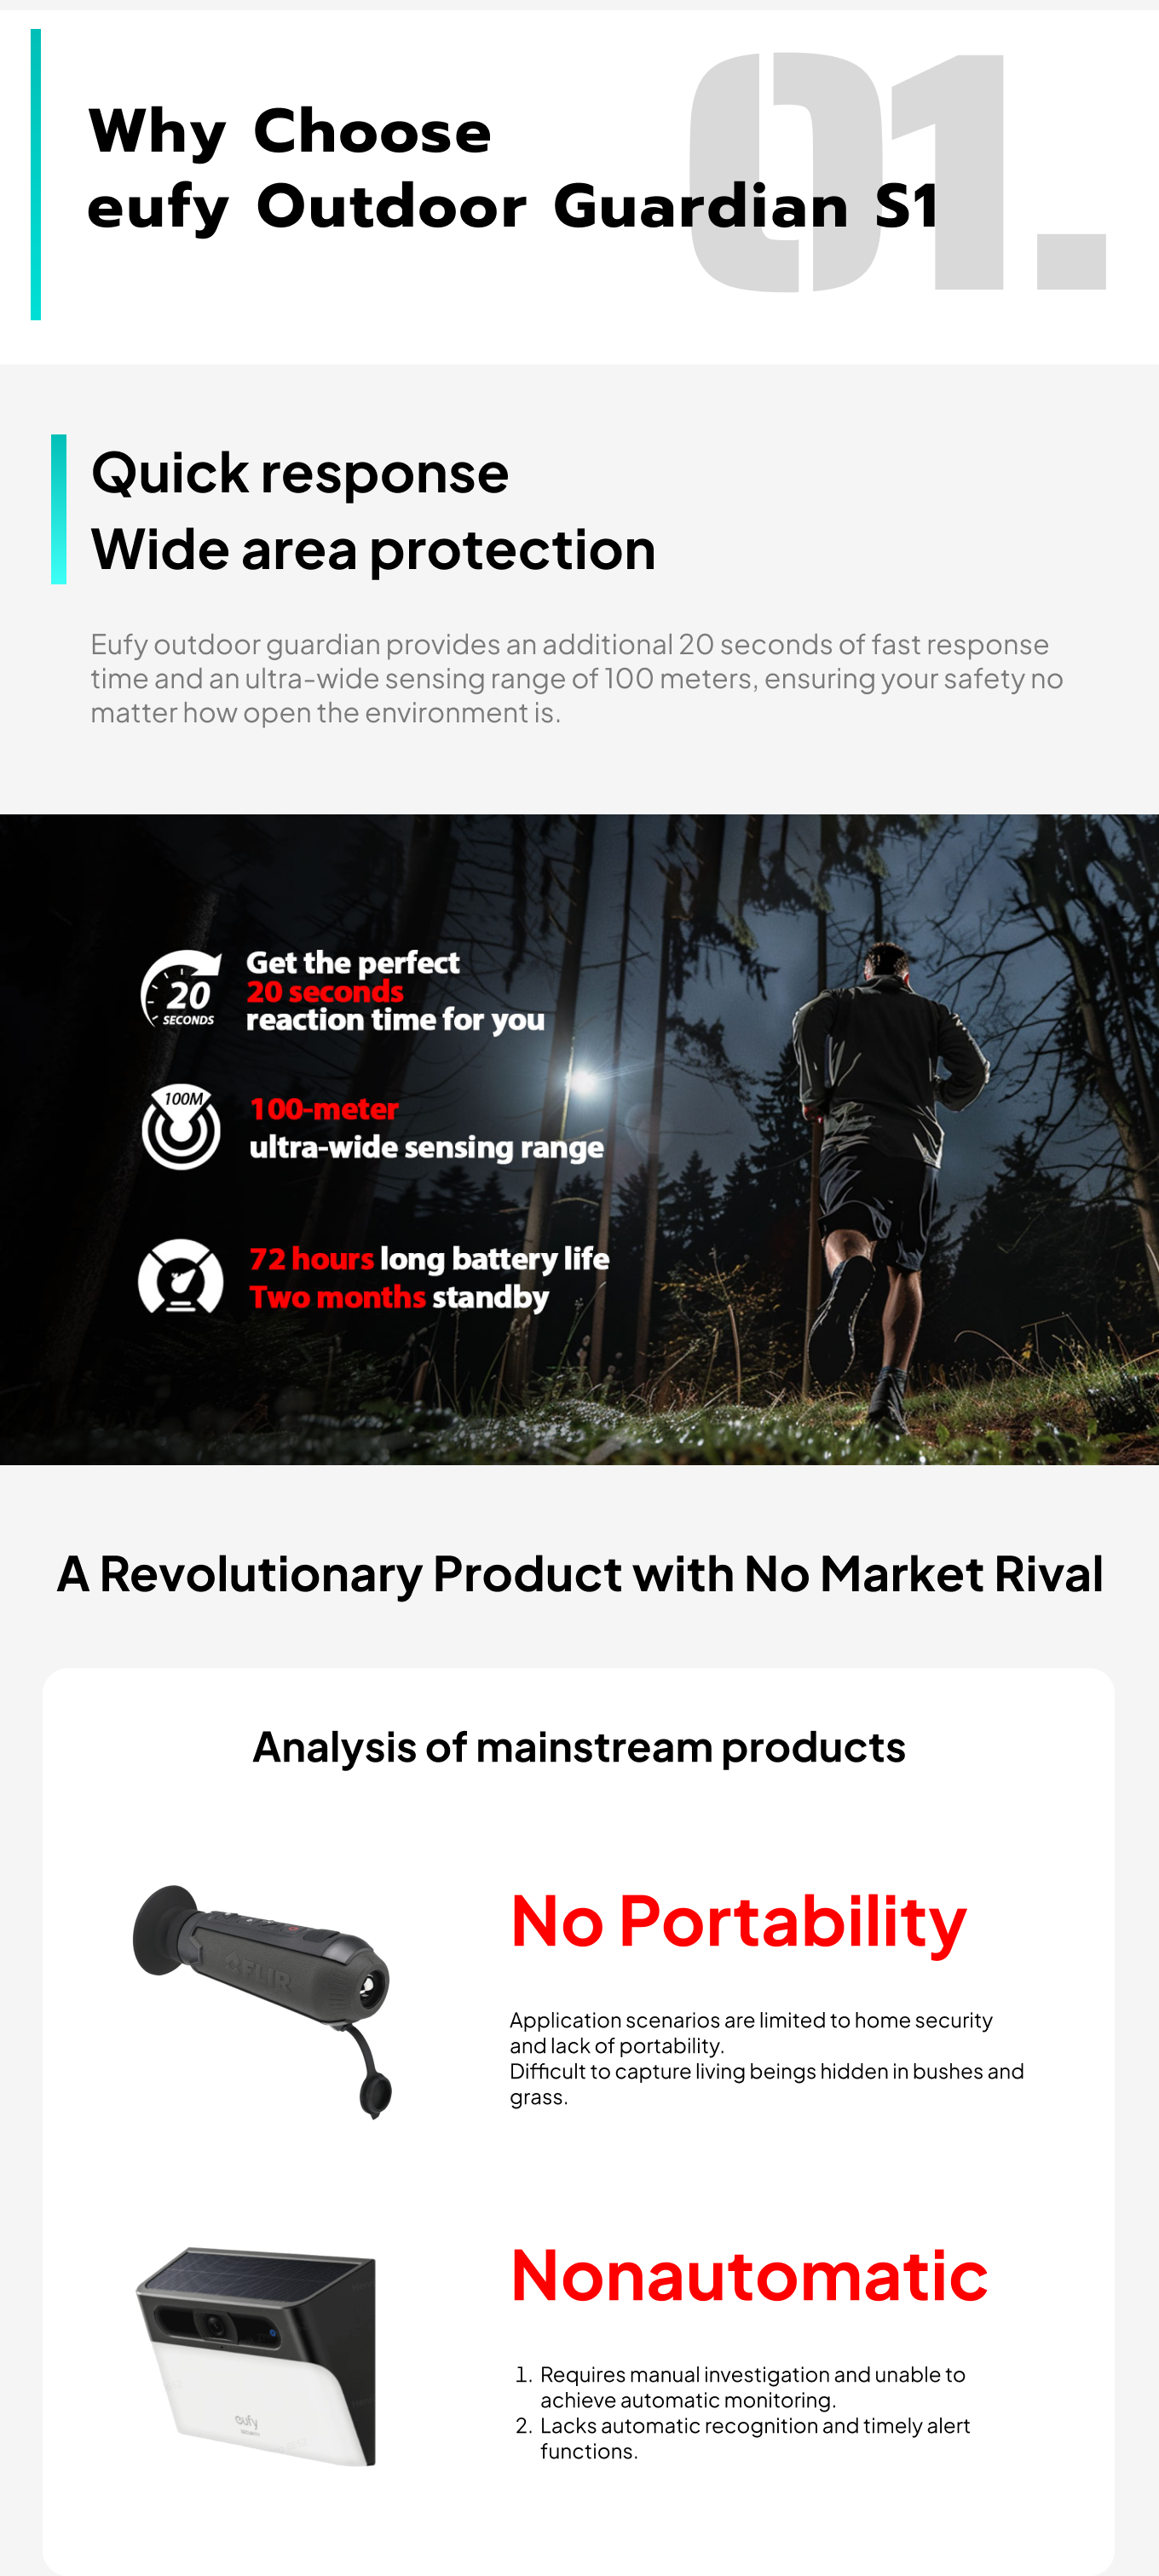 01.
Why Choose
eufy Outdoor Guardian S1
Quick response
Wide area protection
Eufy outdoor guardian provides an additional 20 seconds of fast response
time and an ultra-wide sensing range of 100 meters, ensuring your safety no
matter how open the environment is.
20
SECONDS
Get the perfect
20 seconds
reaction time for you
100M
100-meter
ultra-wide sensing range
72 hours long battery life
Two months standby
A Revolutionary Product with No Market Rival
Analysis of mainstream products
FLIR
No Portability
Application scenarios are limited to home security
and lack of portability.
Difficult to capture living beings hidden in bushes and
grass.
eufy
SECURITY
Nonautomatic
1. Requires manual investigation and unable to
achieve automatic monitoring.
2. Lacks automatic recognition and timely alert
functions.